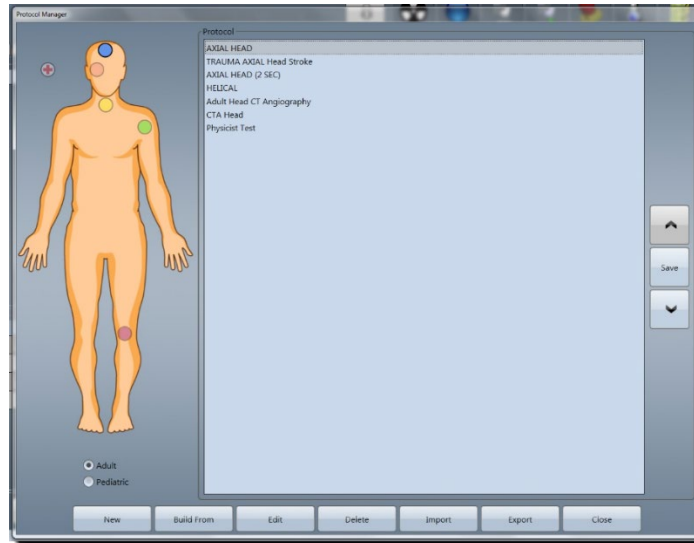 Protocol Manager
Protocol
AXIAL HEAD
TRAUMA AXIAL Head Stroke
AXIAL HEAD (2 SEC)
HELICAL
Adult Head CT Angiography
CTA Head
Physicist Test
Save
Adult
Pediatric
New
Build From
Edit
Delete
Import
Export
Close